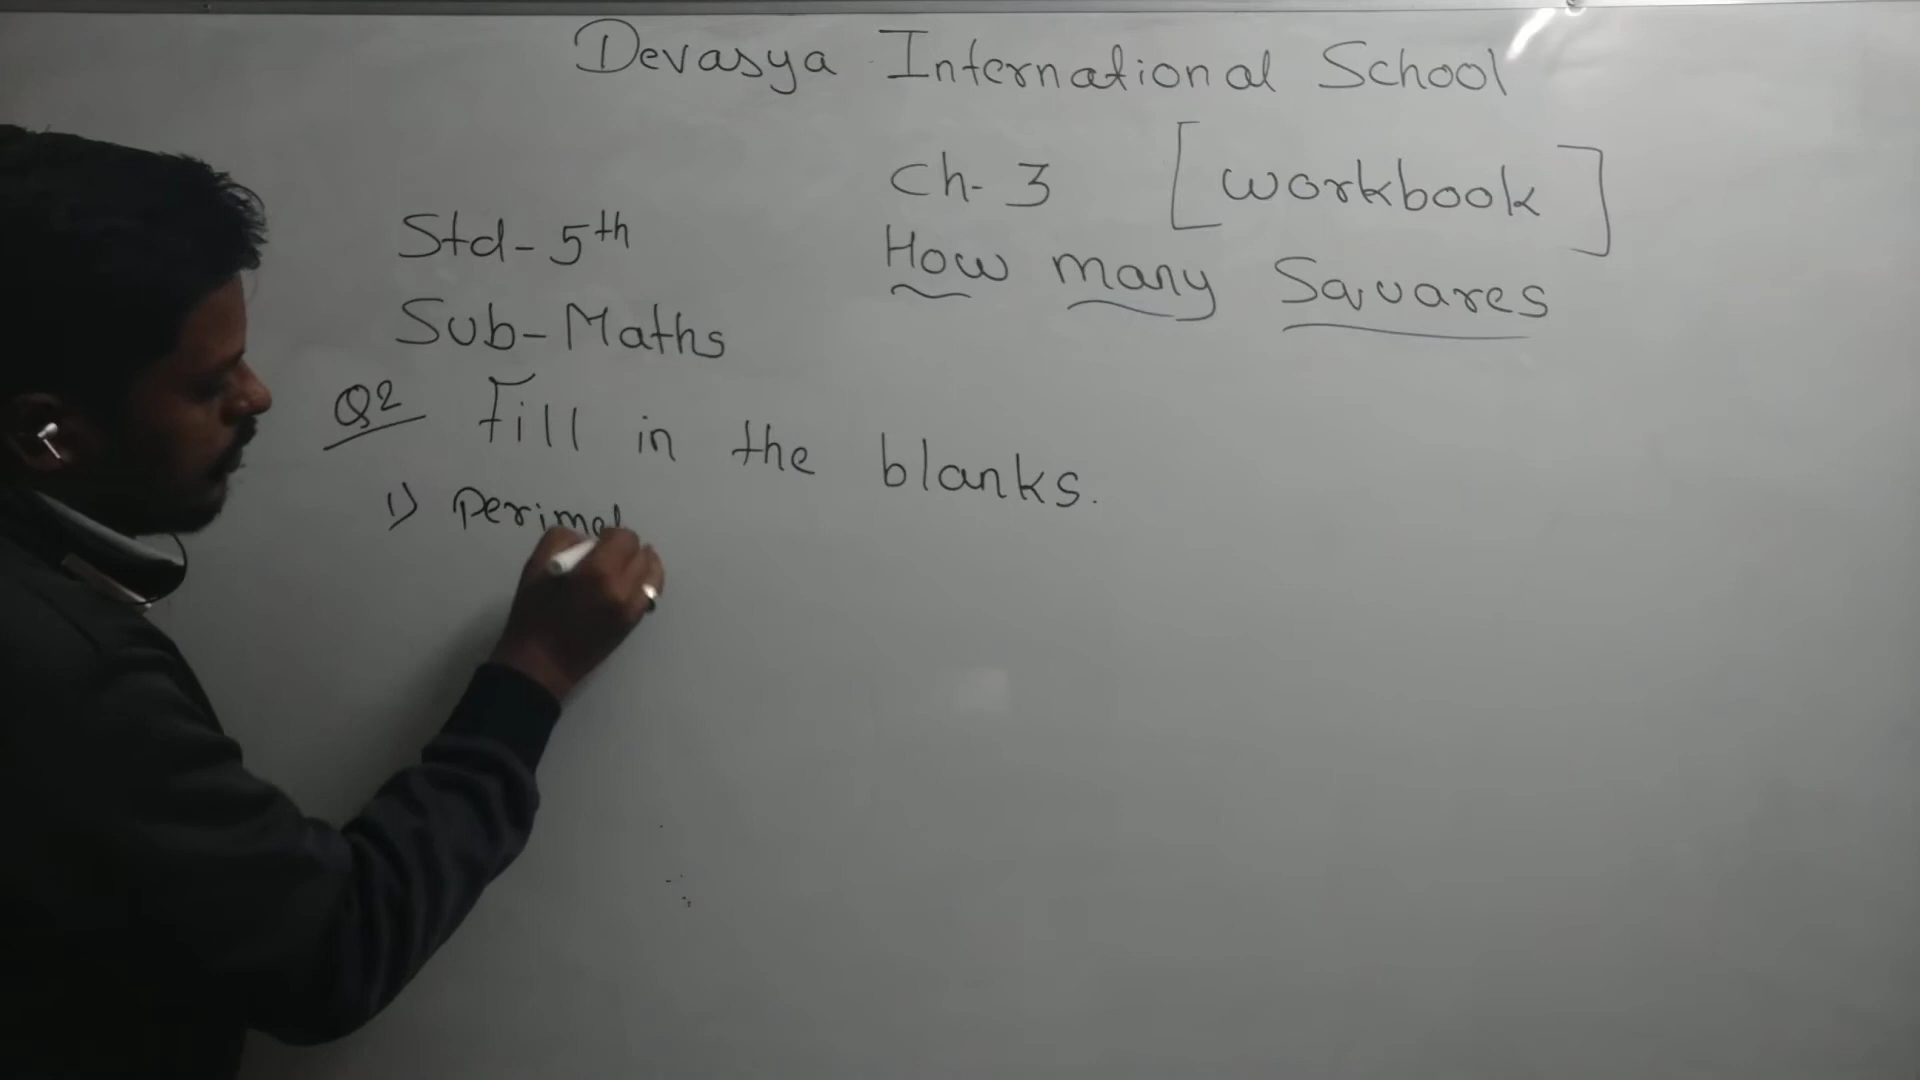 Devasya International School
Ch-3 [workbook]
Std-5th
How many Squares
Sub-Maths
Q2 Fill in the blanks.
1) Perimet